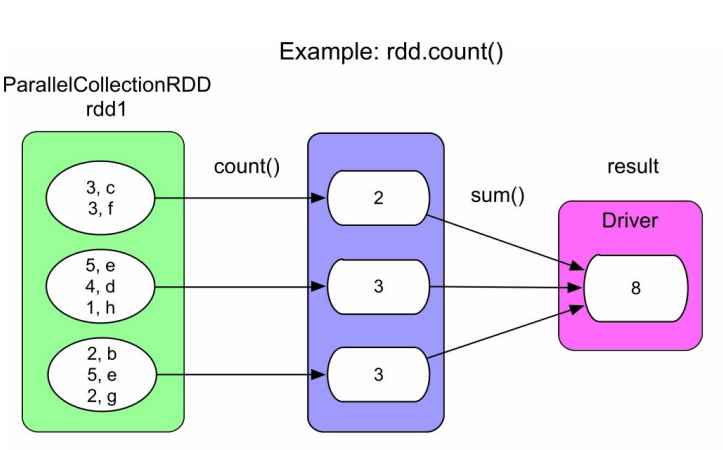 Example: rdd.count()
ParallelCollectionRDD
rdd1
count()
sum()
result
3, c
3, f
5, e
4, d
1, h
2, b
5, e
2, g
2
3
3
Driver
8